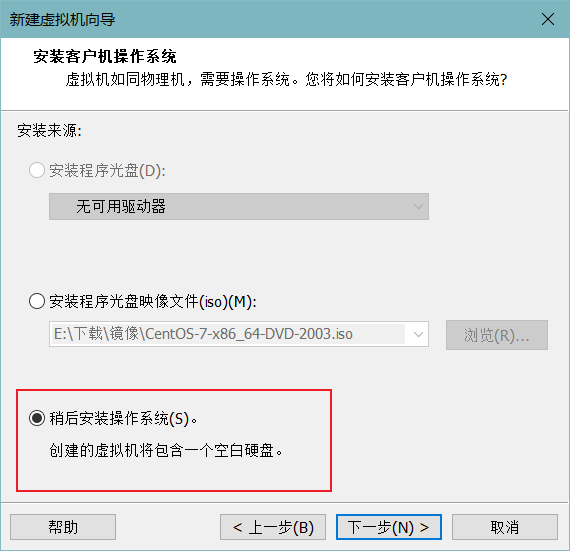 新建虚拟机向导
安装客户机操作系统
虚拟机如同物理机，需要操作系统。您将如何安装客户机操作系统?
安装来源:
安装程序光盘(D):
无可用驱动器
安装程序光盘映像文件(iso)(M):
E:\下载\镜像\CentOS-7-x86_64-DVD-2003.iso
浏览(R)...
稍后安装操作系统(S)。
创建的虚拟机将包含一个空白硬盘。
帮助
< 上一步(B)
下一步(N) >
取消